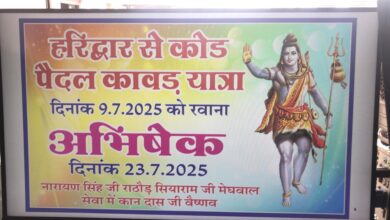 हरिद्वार से कोड
पैदल कावड़ यात्रा
दिनांक 9.7.2025 को रवाना
अभिषेक
दिनांक 23.7.2025
नारायण सिंह जी राठौड़ सियाराम जी मेघवाल
सेवा में कान दास जी वैष्णव